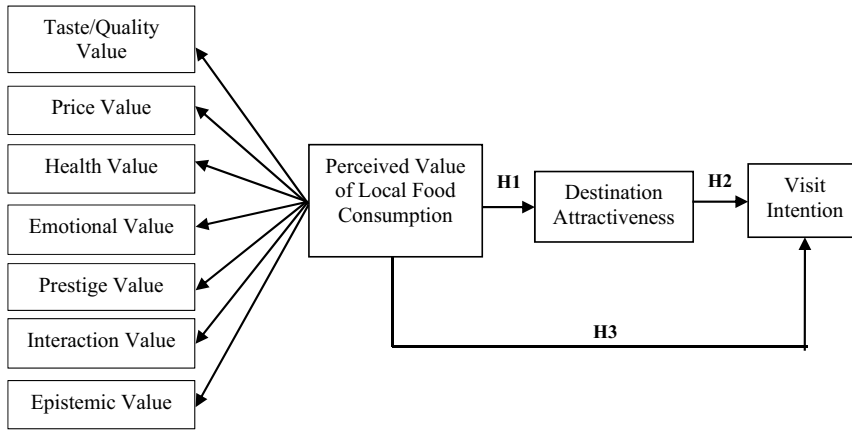 Taste/Quality
Value
Price Value
Health Value
Emotional Value
Prestige Value
Interaction Value
Epistemic Value
Perceived Value
of Local Food
Consumption
H1
Destination
Attractiveness
H2
Visit
Intention
H3